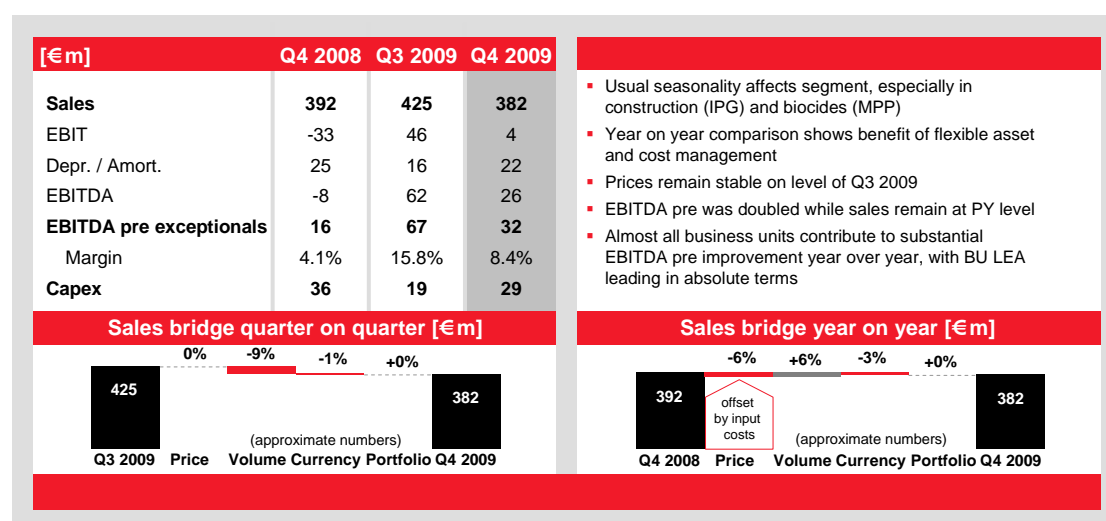 [€m] Q4 2008 Q3 2009 Q4 2009
Sales 392 425 382
EBIT -33 46 4
Depr. / Amort. 25 16 22
EBITDA -8 62 26
EBITDA pre exceptionals 16 67 32
Margin 4.1% 15.8% 8.4%
Capex 36 19 29
▪ Usual seasonality affects segment, especially in
construction (IPG) and biocides (MPP)
▪ Year on year comparison shows benefit of flexible asset
and cost management
▪ Prices remain stable on level of Q3 2009
▪ EBITDA pre was doubled while sales remain at PY level
▪ Almost all business units contribute to substantial
EBITDA pre improvement year over year, with BU LEA
leading in absolute terms
Sales bridge quarter on quarter [€m]
0% -9% -1% +0%
425 382
(approximate numbers)
Q3 2009 Price Volume Currency Portfolio Q4 2009
Sales bridge year on year [€m]
-6% +6% -3% +0%
392 382
offset
by input
costs
(approximate numbers)
Q4 2008 Price Volume Currency Portfolio Q4 2009